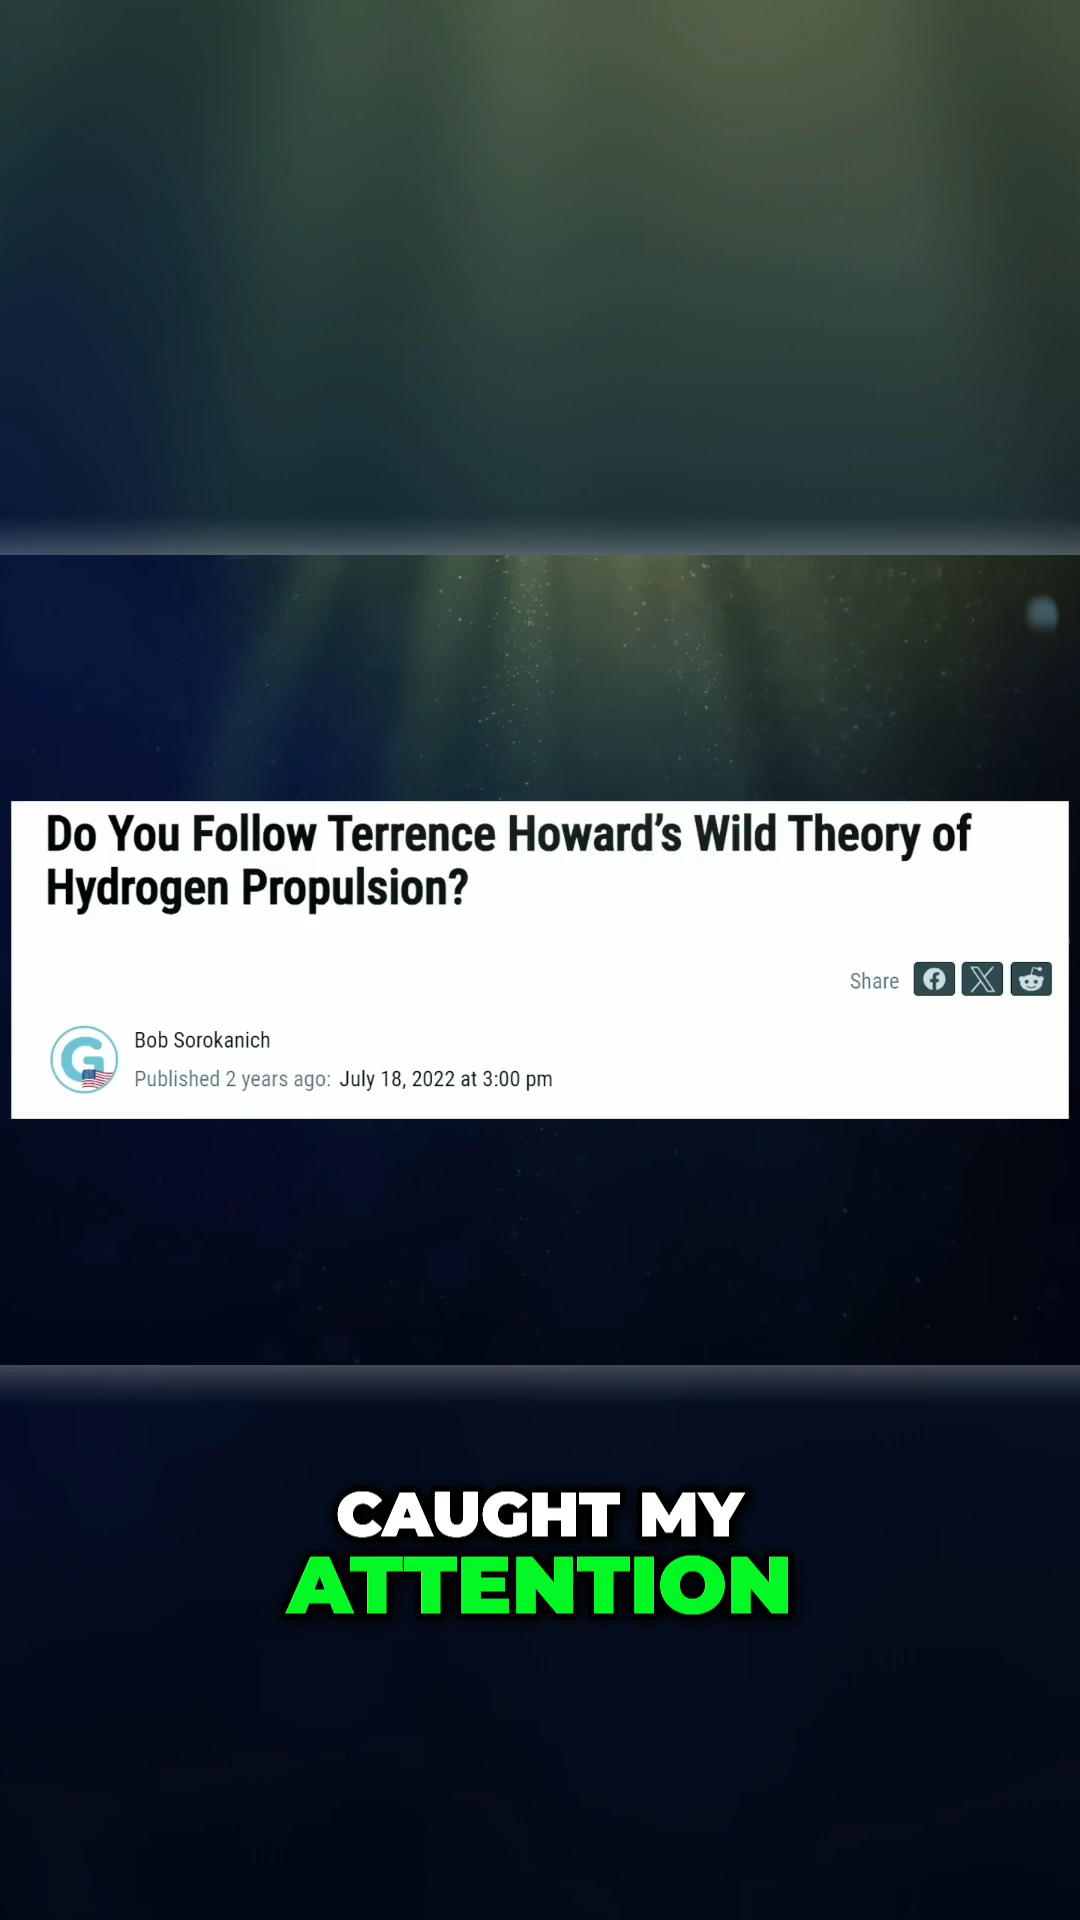 Do You Follow Terrence Howard’s Wild Theory of
Hydrogen Propulsion?
Share
Bob Sorokanich
Published 2 years ago: July 18, 2022 at 3:00 pm
CAUGHT MY
ATTENTION